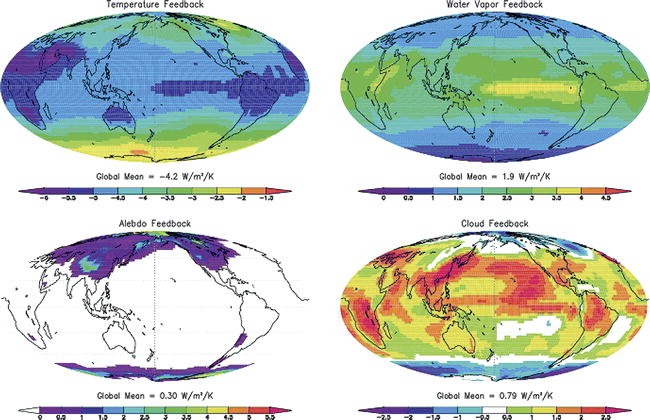 Temperature Feedback
Water Vapor Feedback
Global Mean = -4.2 W/m²/K
Global Mean = 1.9 W/m²/K
-6 -5.5 -5 -4.5 -4 -3.5 -3 -2.5 -2 -1.5
0 0.5 1 1.5 2 2.5 3 3.5 4 4.5
Alebdo Feedback
Cloud Feedback
Global Mean = 0.30 W/m²/K
Global Mean = 0.79 W/m²/K
0 0.5 1 1.5 2 2.5 3 3.5 4 4.5 5 5.5
-2.5 -2 -1.5 -1 -0.5 0.5 1 1.5 2 2.5